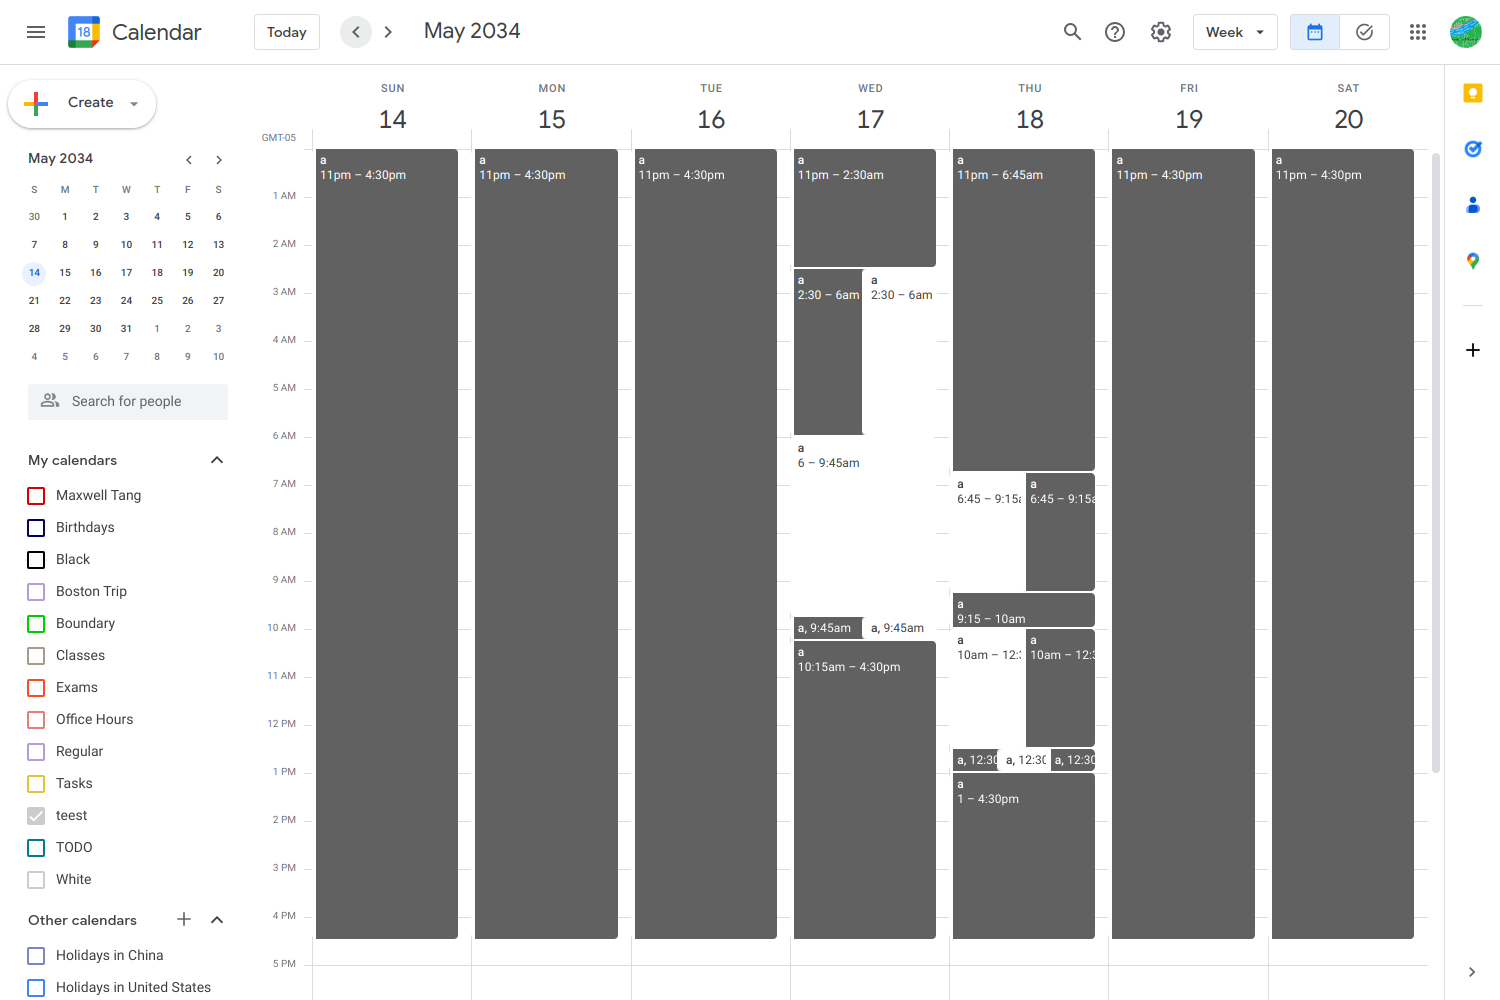 18 Calendar Today May 2034 Week
Create
May 2034
S M T W T F S
30 1 2 3 4 5 6
7 8 9 10 11 12 13
14 15 16 17 18 19 20
21 22 23 24 25 26 27
28 29 30 31 1 2 3
4 5 6 7 8 9 10
Search for people
My calendars
Maxwell Tang
Birthdays
Black
Boston Trip
Boundary
Classes
Exams
Office Hours
Regular
Tasks
teest
TODO
White
Other calendars
Holidays in China
Holidays in United States
SUN MON TUE WED THU FRI SAT
14 15 16 17 18 19 20
GMT-05
1 AM
2 AM
3 AM
4 AM
5 AM
6 AM
7 AM
8 AM
9 AM
10 AM
11 AM
12 PM
1 PM
2 PM
3 PM
4 PM
5 PM
a
11pm – 4:30pm
a
11pm – 4:30pm
a
11pm – 4:30pm
a
11pm – 2:30am
a
2:30 – 6am
a
2:30 – 6am
a
6 – 9:45am
a, 9:45am
a, 9:45am
a
10:15am – 4:30pm
a
11pm – 6:45am
a
6:45 – 9:15a
a
6:45 – 9:15a
a
9:15 – 10am
a
10am – 12:3
a
10am – 12:3
a, 12:30
a, 12:30
a, 12:30
a
1 – 4:30pm
a
11pm – 4:30pm
a
11pm – 4:30pm